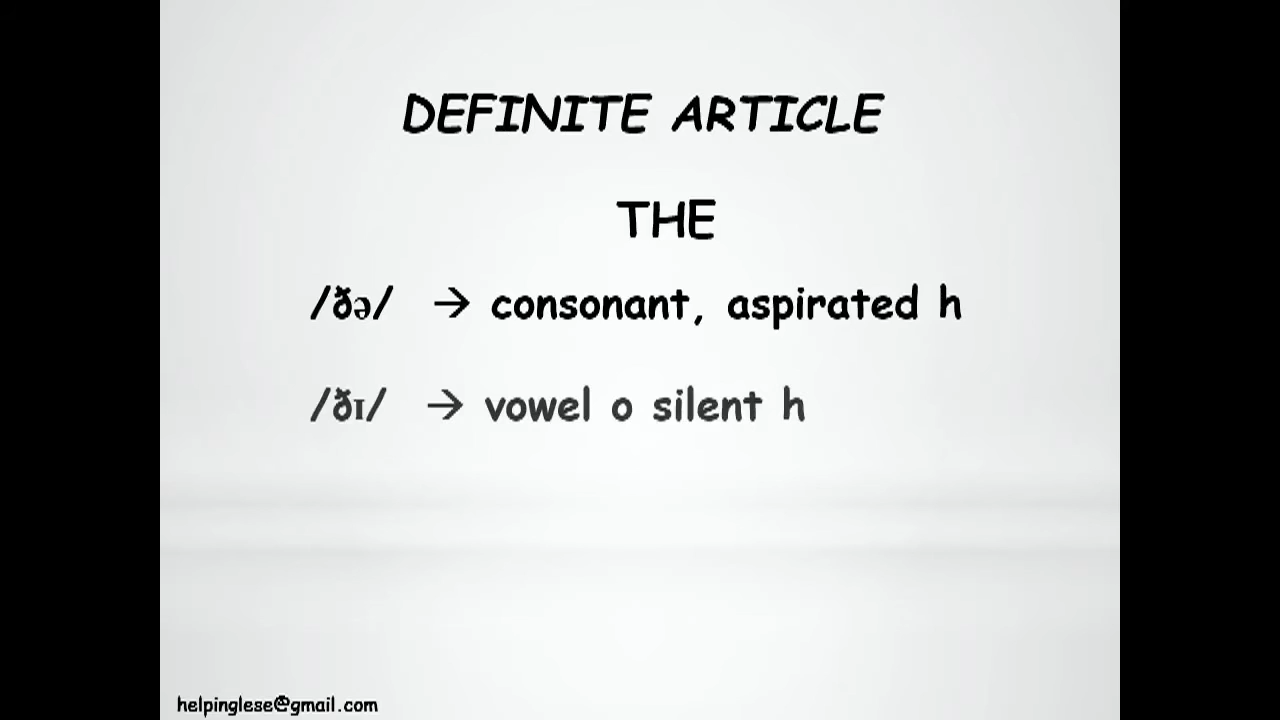 DEFINITE ARTICLE
THE
/ðə/ → consonant, aspirated h
/ðɪ/ → vowel o silent h
helpinglese@gmail.com